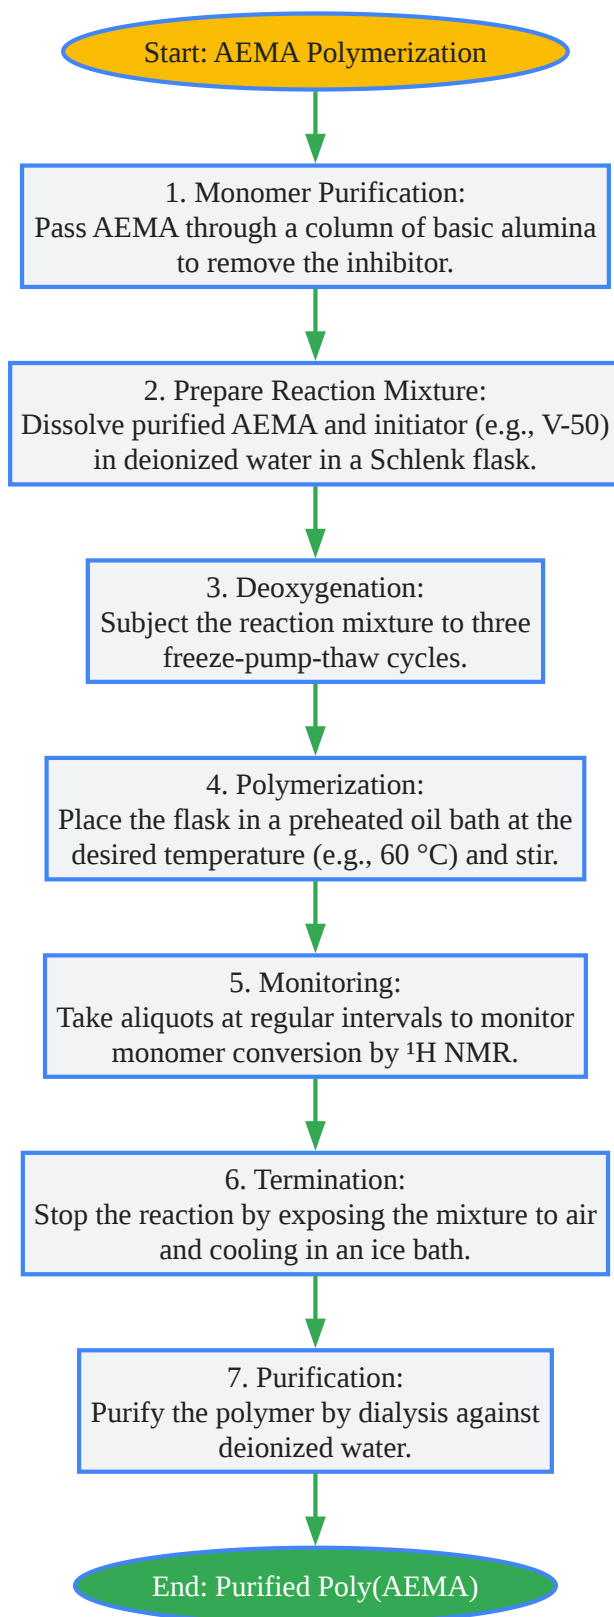 Start: AEMA Polymerization
1. Monomer Purification:
Pass AEMA through a column of basic alumina
to remove the inhibitor.
2. Prepare Reaction Mixture:
Dissolve purified AEMA and initiator (e.g., V-50)
in deionized water in a Schlenk flask.
3. Deoxygenation:
Subject the reaction mixture to three
freeze-pump-thaw cycles.
4. Polymerization:
Place the flask in a preheated oil bath at the
desired temperature (e.g., 60 °C) and stir.
5. Monitoring:
Take aliquots at regular intervals to monitor
monomer conversion by ¹H NMR.
6. Termination:
Stop the reaction by exposing the mixture to air
and cooling in an ice bath.
7. Purification:
Purify the polymer by dialysis against
deionized water.
End: Purified Poly(AEMA)